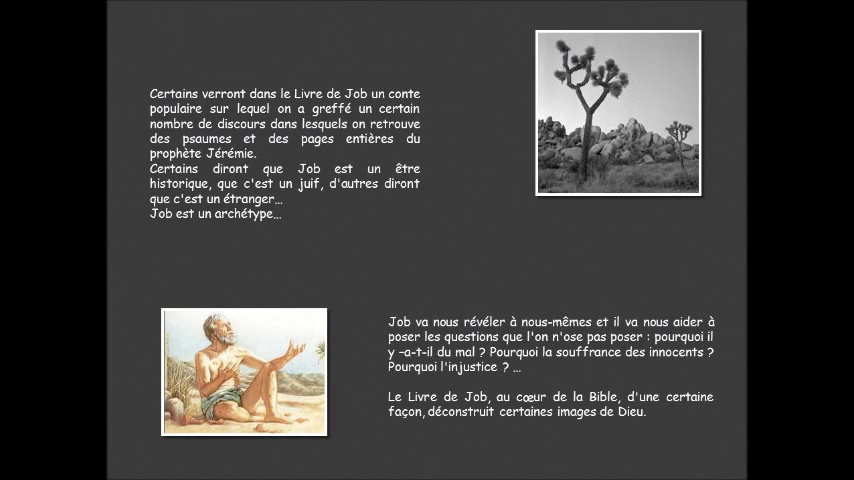 Certains verront dans le Livre de Job un conte
populaire sur lequel on a greffé un certain
nombre de discours dans lesquels on retrouve
des psaumes et des pages entières du
prophète Jérémie.
Certains diront que Job est un être
historique, que c'est un juif, d'autres diront
que c'est un étranger...
Job est un archétype...
Job va nous révéler à nous-mêmes et il va nous aider à
poser les questions que l'on n'ose pas poser : pourquoi il
y -a-t-il du mal ? Pourquoi la souffrance des innocents ?
Pourquoi l'injustice ? ...
Le Livre de Job, au cœur de la Bible, d'une certaine
façon, déconstruit certaines images de Dieu.